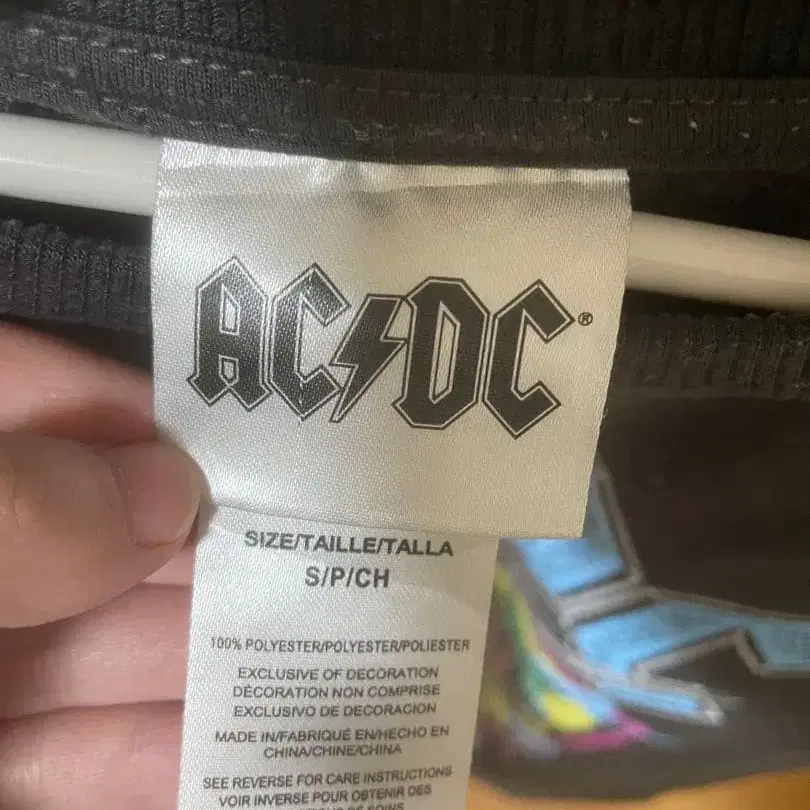 AC⚡DC®
SIZE/TAILLE/TALLA
S/P/CH
100% POLYESTER/POLYESTER/POLIESTER
EXCLUSIVE OF DECORATION
DÉCORATION NON COMPRISE
EXCLUSIVO DE DECORACION
MADE IN/FABRIQUÉ EN/HECHO EN
CHINA/CHINE/CHINA
SEE REVERSE FOR CARE INSTRUCTIONS
VOIR INVERSE POUR OBTENIR DES
DE SOINS